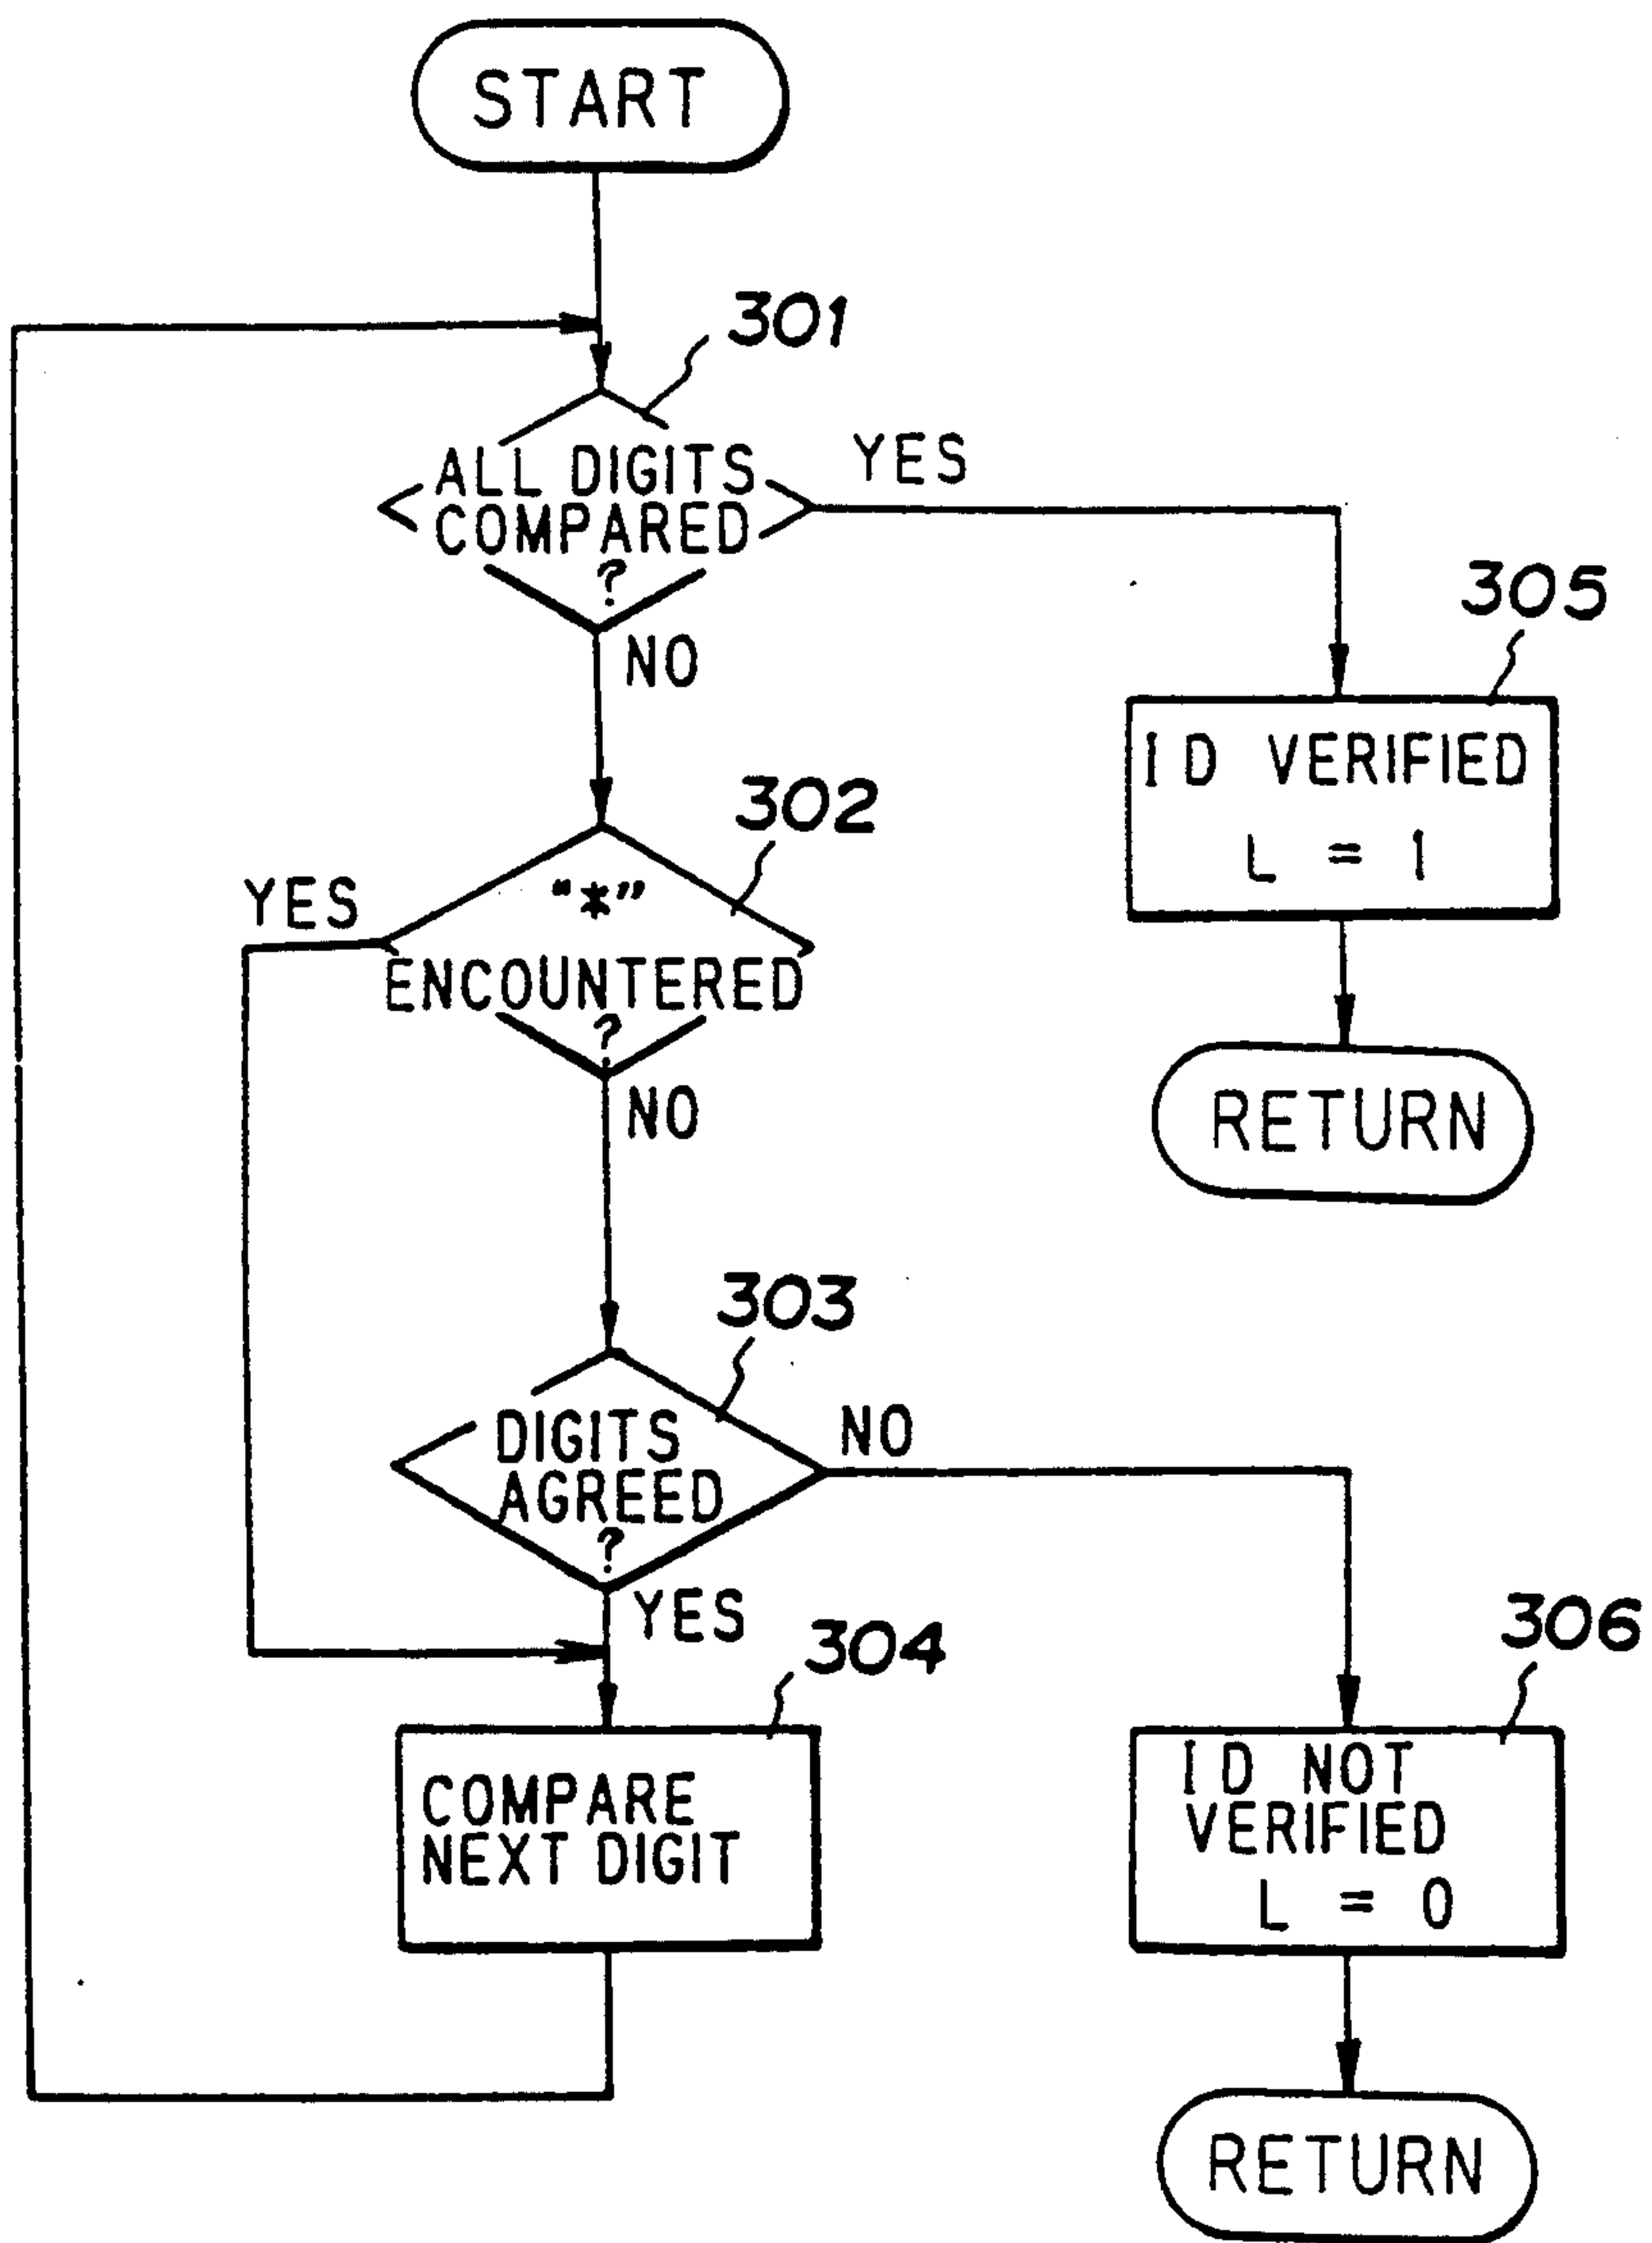 START
301
ALL DIGITS
COMPARED
?
YES
NO
305
ID VERIFIED
L = 1
302
YES
"*"
ENCOUNTERED
?
NO
RETURN
303
DIGITS
AGREED
?
NO
YES
304
COMPARE
NEXT DIGIT
306
ID NOT
VERIFIED
L = 0
RETURN